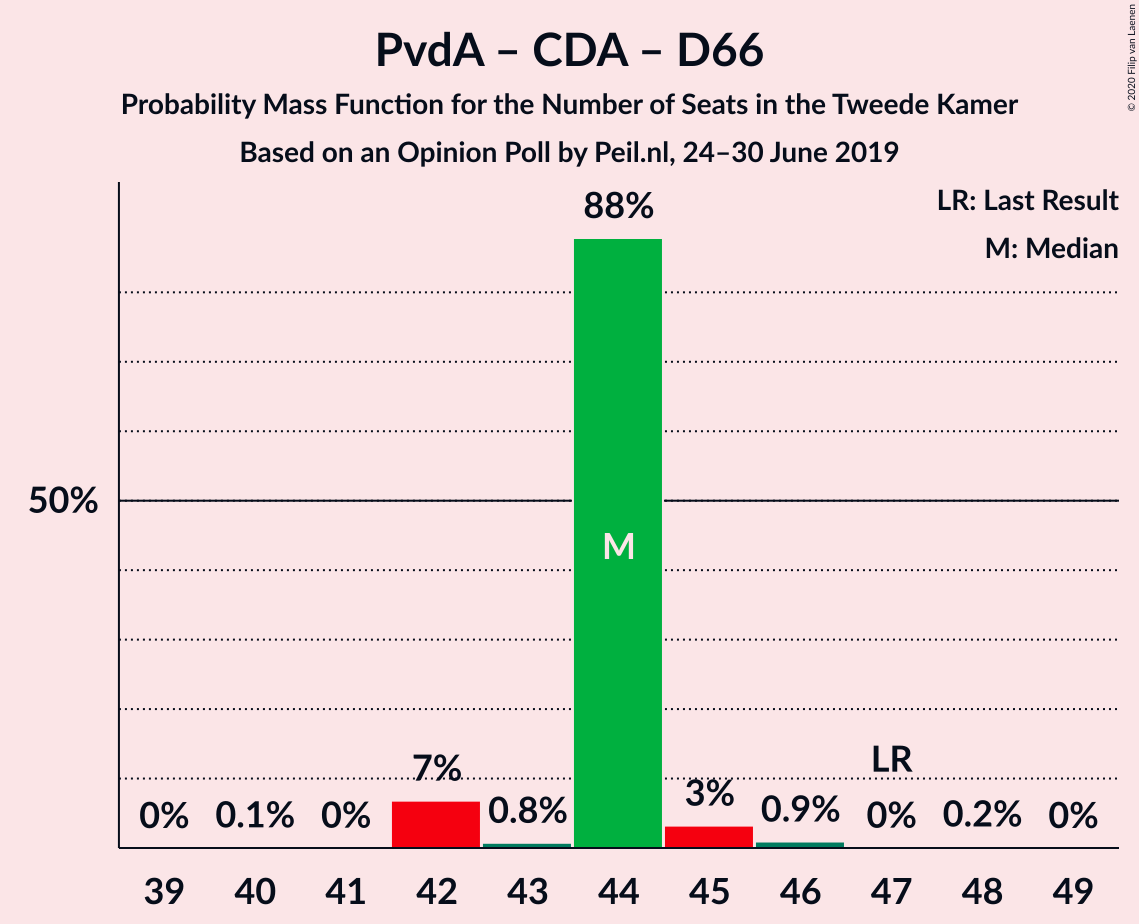 PvdA – CDA – D66
Probability Mass Function for the Number of Seats in the Tweede Kamer
Based on an Opinion Poll by Peil.nl, 24–30 June 2019
© 2020 Filip van Laenen
LR: Last Result
M: Median
88%
50%
M
LR
0% 0.1% 0% 7% 0.8% 3% 0.9% 0% 0.2% 0%
39 40 41 42 43 44 45 46 47 48 49